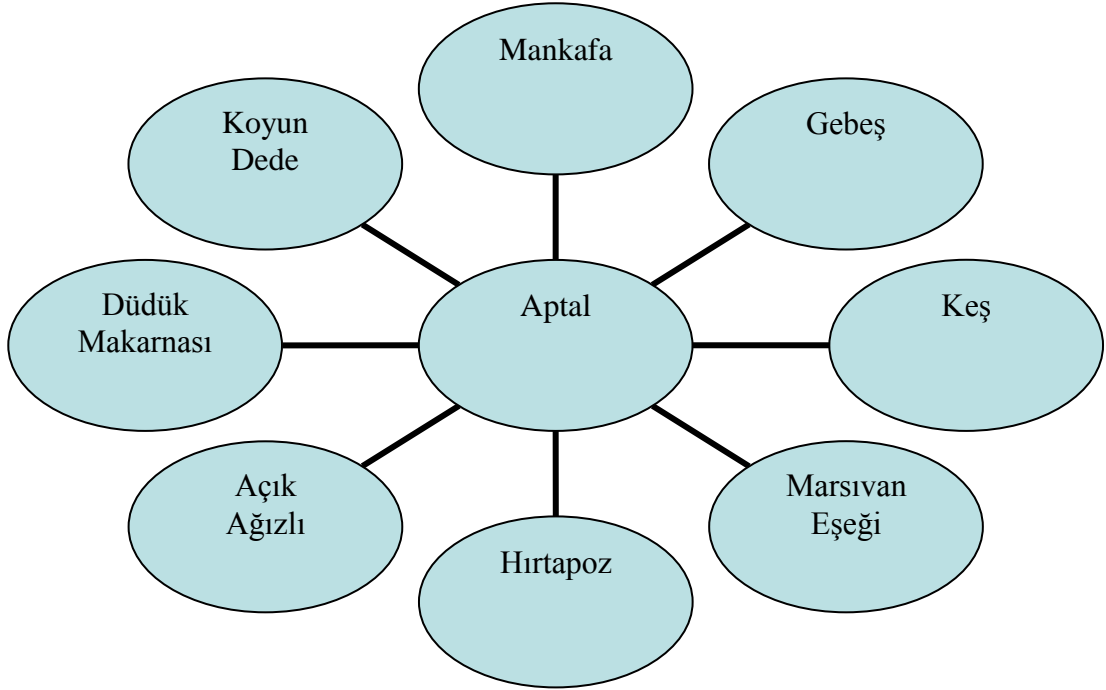 Mankafa
Koyun
Dede
Gebeş
Düdük
Makarnası
Aptal
Keş
Açık
Ağızlı
Marsıvan
Eşeği
Hırtapoz